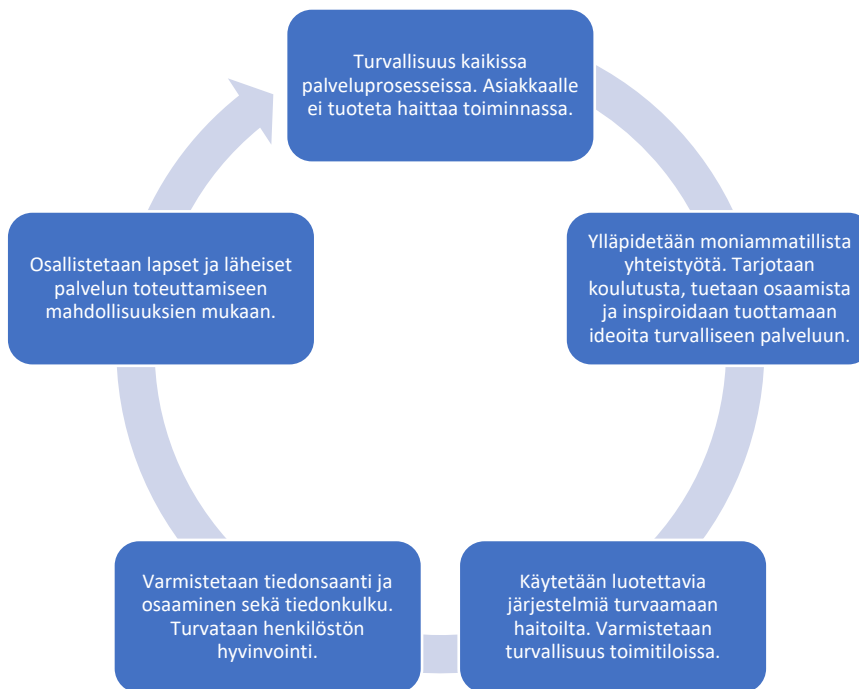 Turvallisuus kaikissa
palveluprosesseissa. Asiakkaalle
ei tuoteta haittaa toiminnassa.
Ylläpidetään moniammatillista
yhteistyötä. Tarjotaan
koulutusta, tuetaan osaamista
ja inspiroidaan tuottamaan
ideoita turvalliseen palveluun.
Käytetään luotettavia
järjestelmiä turvaamaan
haitoilta. Varmistetaan
turvallisuus toimitiloissa.
Varmistetaan tiedonsaanti ja
osaaminen sekä tiedonkulku.
Turvataan henkilöstön
hyvinvointi.
Osallistetaan lapset ja läheiset
palvelun toteuttamiseen
mahdollisuuksien mukaan.